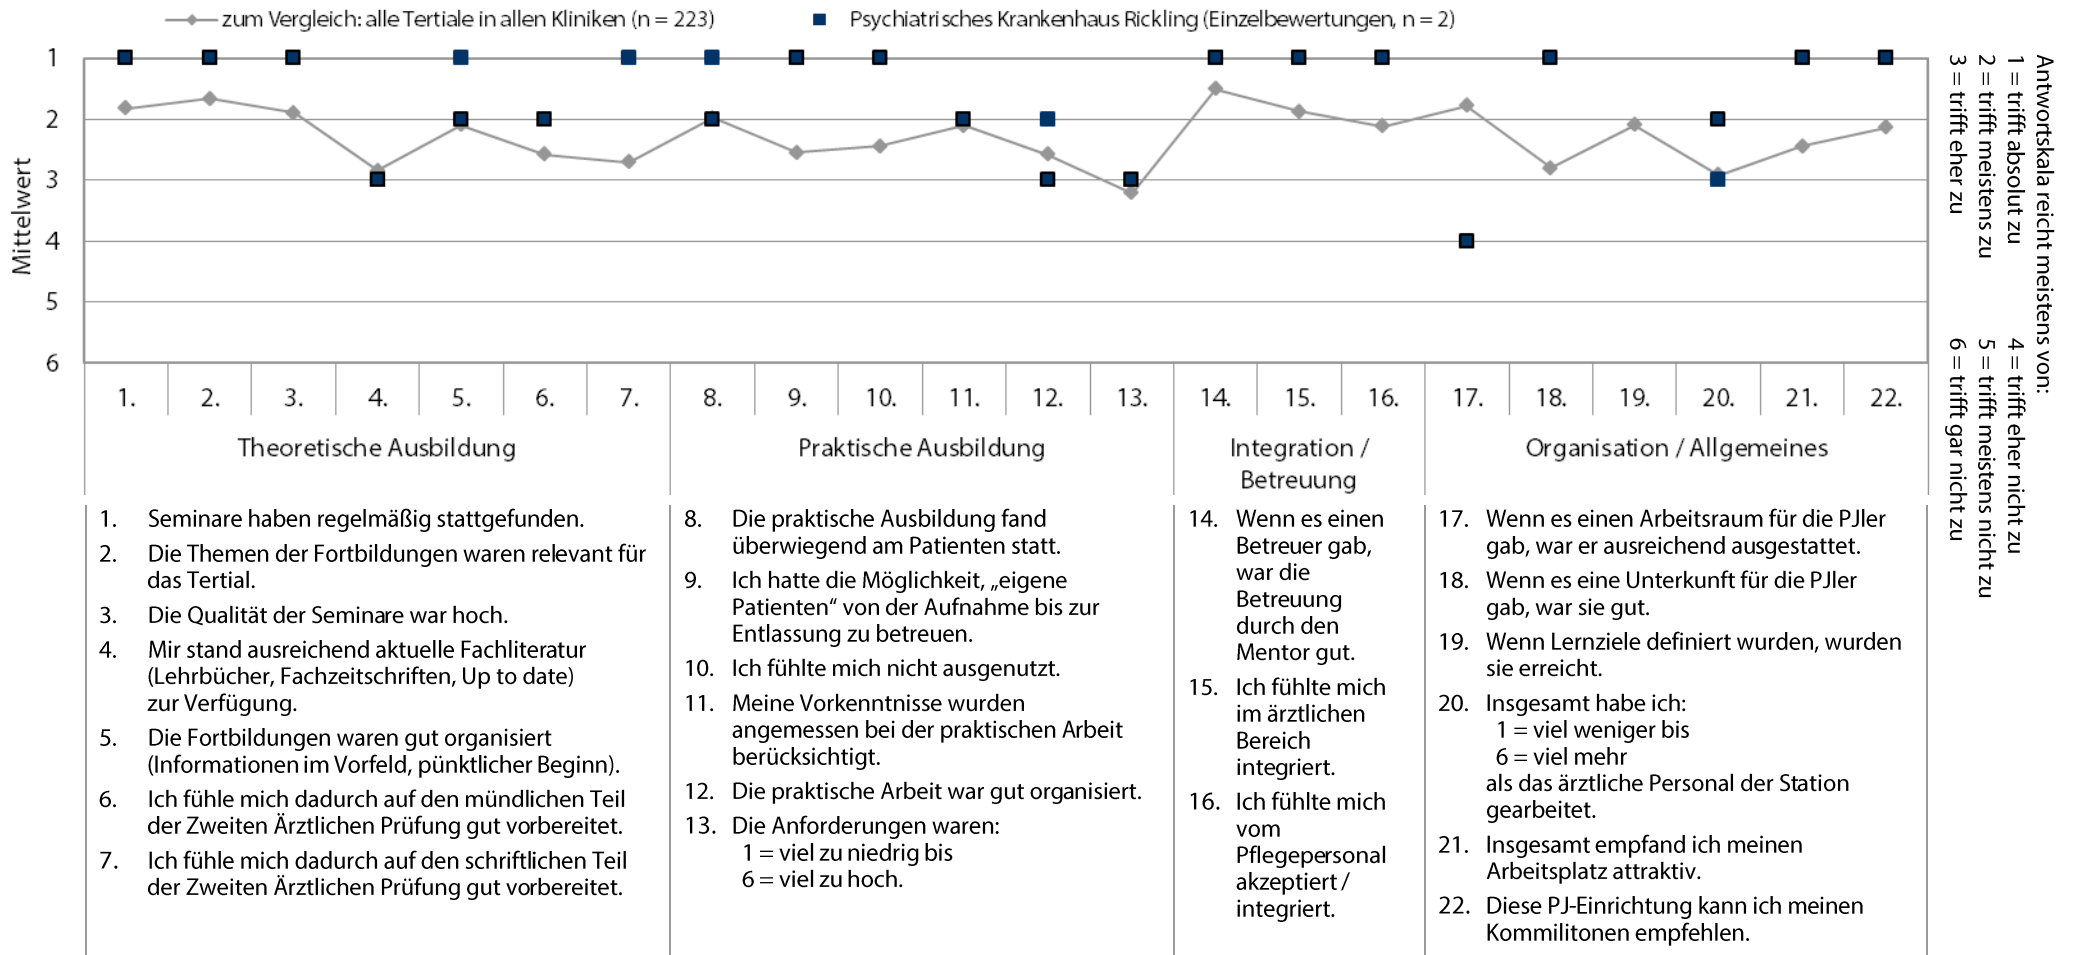 zum Vergleich: alle Tertiale in allen Kliniken (n = 223)
Psychiatrisches Krankenhaus Rickling (Einzelbewertungen, n = 2)
Mittelwert
1
2
3
4
5
6
1. 2. 3. 4. 5. 6. 7. 8. 9. 10. 11. 12. 13. 14. 15. 16. 17. 18. 19. 20. 21. 22.
Theoretische Ausbildung
Praktische Ausbildung
Integration /
Betreuung
Organisation / Allgemeines
Antwortskala reicht meistens von:
1 = trifft absolut zu
2 = trifft meistens zu
3 = trifft eher zu
4 = trifft eher nicht zu
5 = trifft meistens nicht zu
6 = trifft gar nicht zu
1. Seminare haben regelmäßig stattgefunden.
2. Die Themen der Fortbildungen waren relevant für
das Tertial.
3. Die Qualität der Seminare war hoch.
4. Mir stand ausreichend aktuelle Fachliteratur
(Lehrbücher, Fachzeitschriften, Up to date)
zur Verfügung.
5. Die Fortbildungen waren gut organisiert
(Informationen im Vorfeld, pünktlicher Beginn).
6. Ich fühle mich dadurch auf den mündlichen Teil
der Zweiten Ärztlichen Prüfung gut vorbereitet.
7. Ich fühle mich dadurch auf den schriftlichen Teil
der Zweiten Ärztlichen Prüfung gut vorbereitet.
8. Die praktische Ausbildung fand
überwiegend am Patienten statt.
9. Ich hatte die Möglichkeit, „eigene
Patienten“ von der Aufnahme bis zur
Entlassung zu betreuen.
10. Ich fühlte mich nicht ausgenutzt.
11. Meine Vorkenntnisse wurden
angemessen bei der praktischen Arbeit
berücksichtigt.
12. Die praktische Arbeit war gut organisiert.
13. Die Anforderungen waren:
1 = viel zu niedrig bis
6 = viel zu hoch.
14. Wenn es einen
Betreuer gab,
war die
Betreuung
durch den
Mentor gut.
15. Ich fühlte mich
im ärztlichen
Bereich
integriert.
16. Ich fühlte mich
vom
Pflegepersonal
akzeptiert /
integriert.
17. Wenn es einen Arbeitsraum für die PJler
gab, war er ausreichend ausgestattet.
18. Wenn es eine Unterkunft für die PJler
gab, war sie gut.
19. Wenn Lernziele definiert wurden, wurden
sie erreicht.
20. Insgesamt habe ich:
1 = viel weniger bis
6 = viel mehr
als das ärztliche Personal der Station
gearbeitet.
21. Insgesamt empfand ich meinen
Arbeitsplatz attraktiv.
22. Diese PJ-Einrichtung kann ich meinen
Kommilitonen empfehlen.